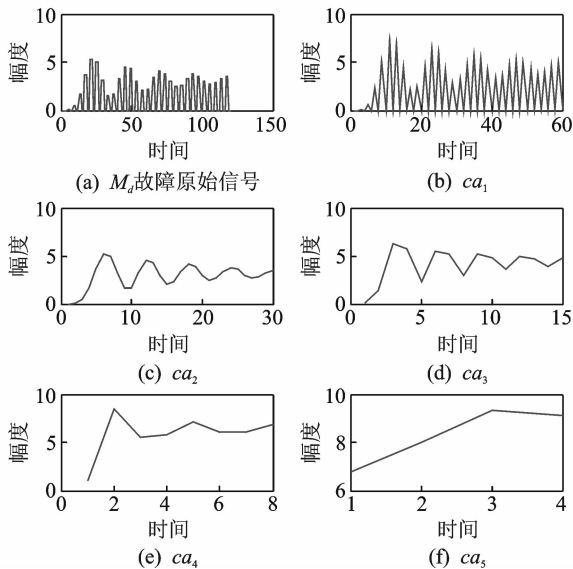 10
5
0
幅度
0 50 100 150
时间
(a) M_d故障原始信号
10
5
0
幅度
0 20 40 60
时间
(b) ca₁
10
5
0
幅度
0 10 20 30
时间
(c) ca₂
10
5
0
幅度
0 5 10 15
时间
(d) ca₃
10
5
0
幅度
0 2 4 6 8
时间
(e) ca₄
10
8
6
幅度
1 2 3 4
时间
(f) ca₅